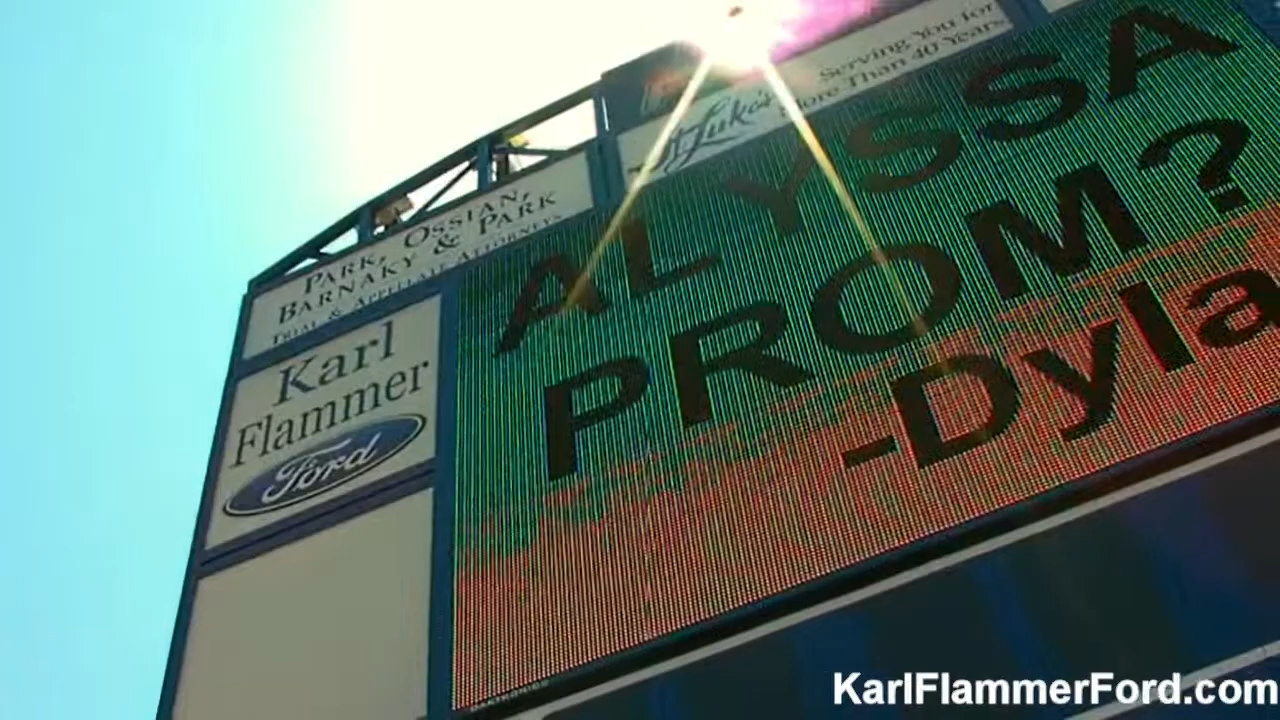 Serving You for
More Than 40 Years
St. Luke's
PARK, OSSIAN,
BARNAKY & PARK
TRIAL & APPELLATE ATTORNEYS
Karl
Flammer
Ford
ALYSSA
PROM?
-Dyla
KarlFlammerFord.com